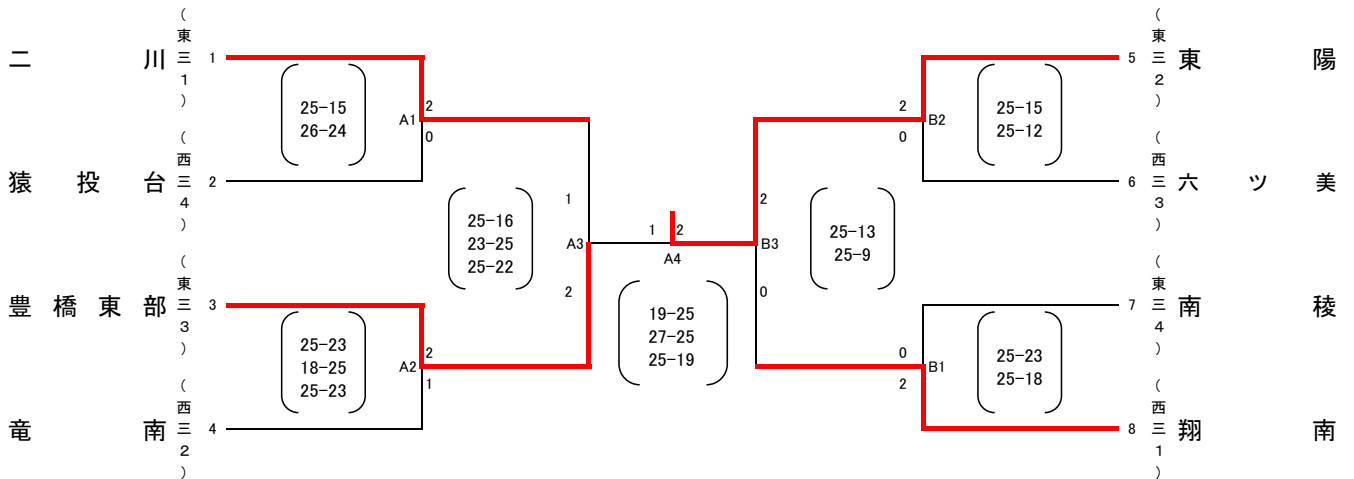 二川 (東三1) 1
猿投台 (西三4) 2
豊橋東部 (東三3) 3
竜南 (西三2) 4
25-15
26-24
A1
2
0
25-23
18-25
25-23
A2
2
1
25-16
23-25
25-22
A3
1
2
1 2
A4
19-25
27-25
25-19
2
B3
0
25-13
25-9
2
0
B2
25-15
25-12
0
2
B1
25-23
25-18
5 (東三2) 東陽
6 (西三3) 六ツ美
7 (東三4) 南稜
8 (西三1) 翔南